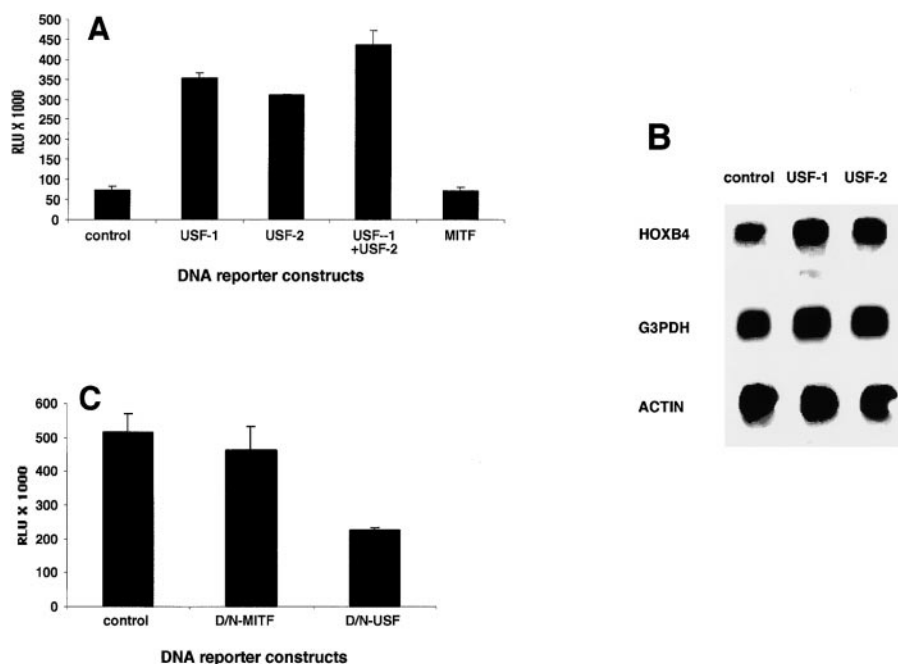 A
RLU X 1000
500
450
400
350
300
250
200
150
100
50
0
control USF-1 USF-2 USF--1 +USF-2 MITF
DNA reporter constructs
B
control USF-1 USF-2
HOXB4
G3PDH
ACTIN
C
RLU X 1000
600
500
400
300
200
100
0
control D/N-MITF D/N-USF
DNA reporter constructs